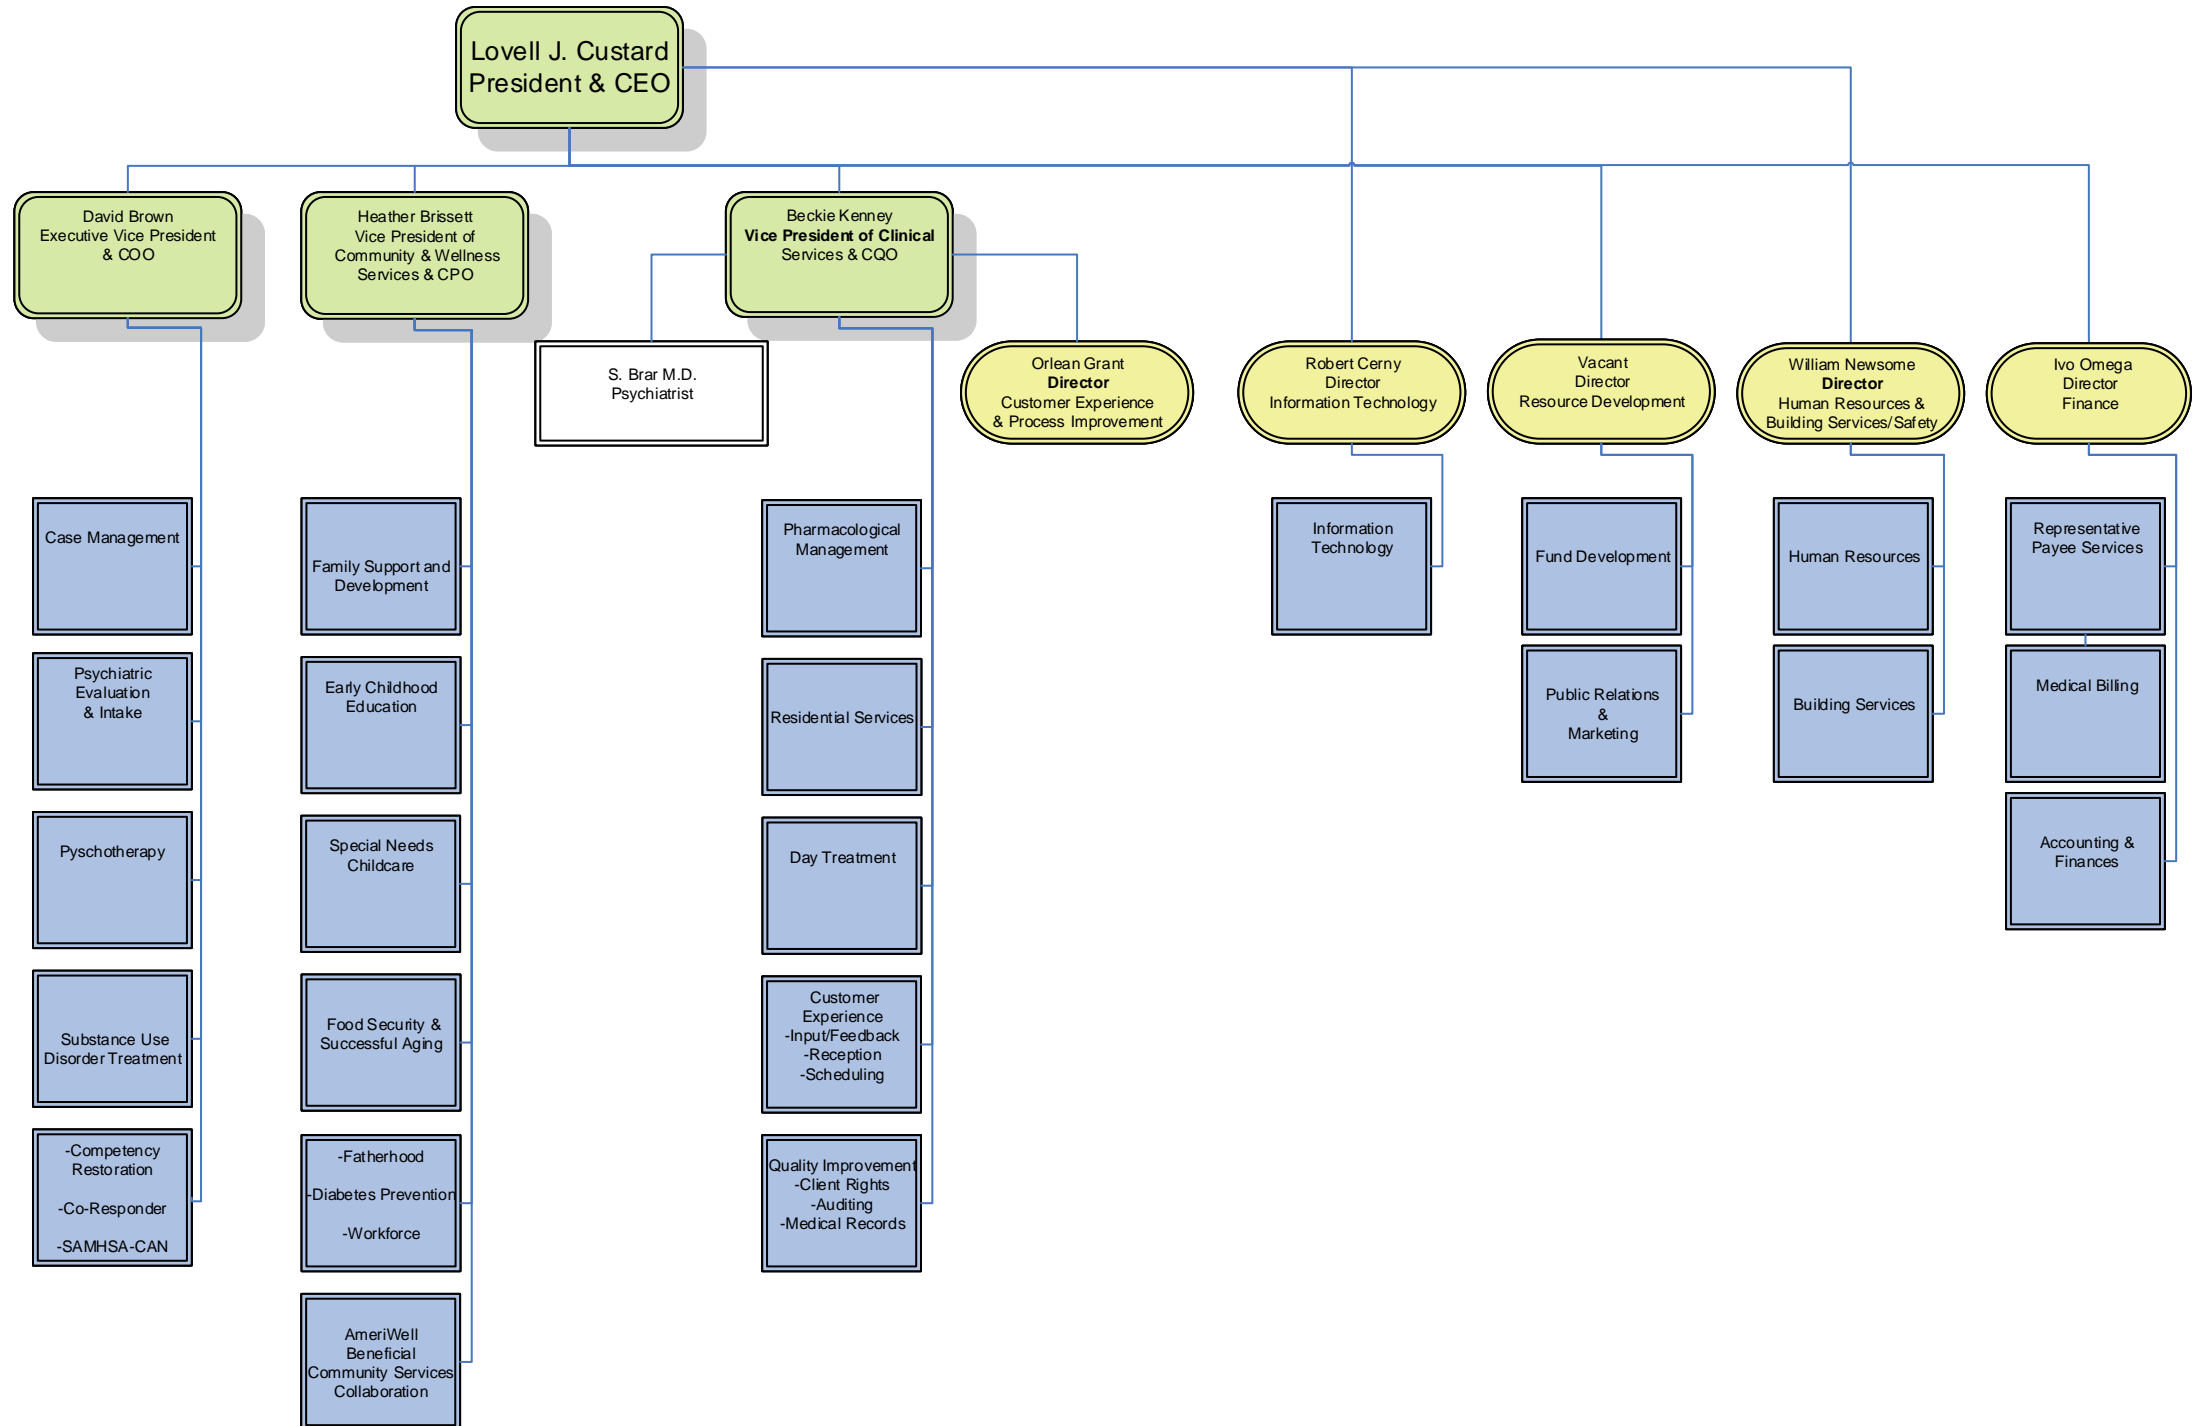 Lovell J. Custard
President & CEO
David Brown
Executive Vice President
& COO
Heather Brissett
Vice President of
Community & Wellness
Services & CPO
Beckie Kenney
Vice President of Clinical
Services & CQO
S. Brar M.D.
Psychiatrist
Orlean Grant
Director
Customer Experience
& Process Improvement
Robert Cerny
Director
Information Technology
Vacant
Director
Resource Development
William Newsome
Director
Human Resources &
Building Services/Safety
Ivo Omega
Director
Finance
Case Management
Psychiatric
Evaluation
& Intake
Pyschotherapy
Substance Use
Disorder Treatment
-Competency
Restoration
-Co-Responder
-SAMHSA-CAN
Family Support and
Development
Early Childhood
Education
Special Needs
Childcare
Food Security &
Successful Aging
-Fatherhood
-Diabetes Prevention
-Workforce
AmeriWell
Beneficial
Community Services
Collaboration
Pharmacological
Management
Residential Services
Day Treatment
Customer
Experience
-Input/Feedback
-Reception
-Scheduling
Quality Improvement
-Client Rights
-Auditing
-Medical Records
Information
Technology
Fund Development
Public Relations
&
Marketing
Human Resources
Building Services
Representative
Payee Services
Medical Billing
Accounting &
Finances